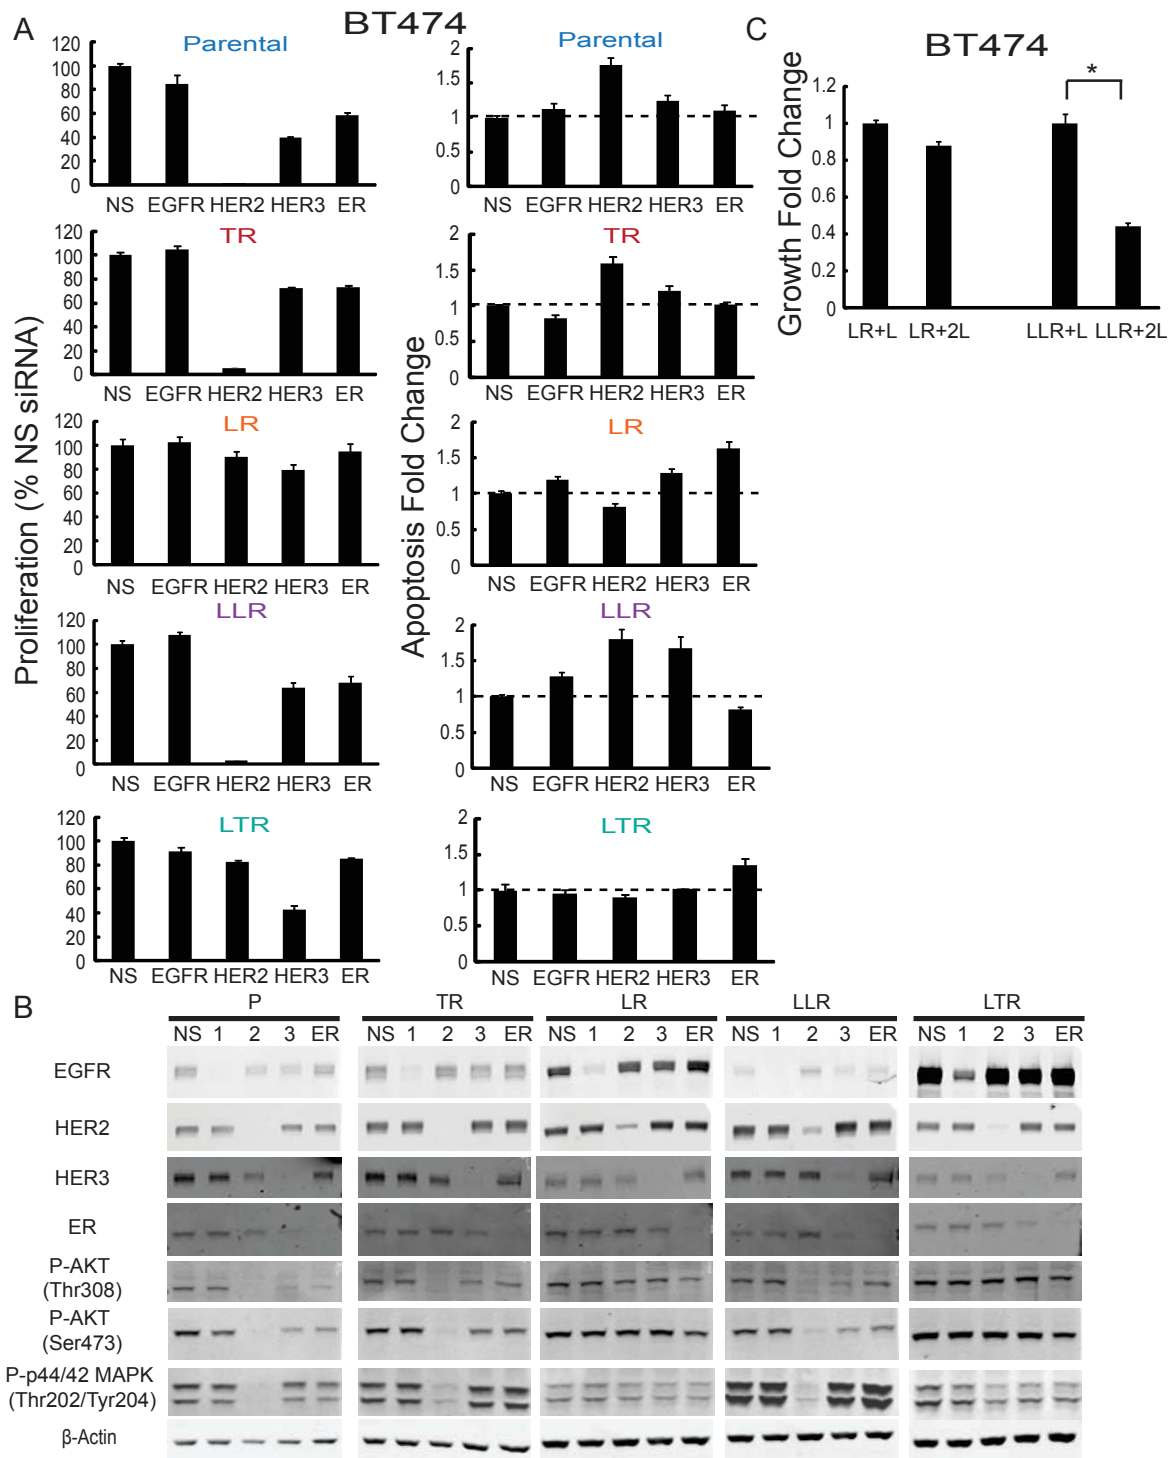 A
BT474
C
BT474
Parental
120
100
80
60
40
20
0
NS EGFR HER2 HER3 ER
Parental
2
1.5
1
0.5
0
NS EGFR HER2 HER3 ER
Growth Fold Change
1.2
1
0.8
0.6
0.4
0.2
0
*
LR+L LR+2L LLR+L LLR+2L
Proliferation (% NS siRNA)
Apoptosis Fold Change
TR
120
100
80
60
40
20
0
NS EGFR HER2 HER3 ER
TR
2
1.5
1
0.5
0
NS EGFR HER2 HER3 ER
LR
120
100
80
60
40
20
0
NS EGFR HER2 HER3 ER
LR
2
1.5
1
0.5
0
NS EGFR HER2 HER3 ER
LLR
120
100
80
60
40
20
0
NS EGFR HER2 HER3 ER
LLR
2
1.5
1
0.5
0
NS EGFR HER2 HER3 ER
LTR
120
100
80
60
40
20
0
NS EGFR HER2 HER3 ER
LTR
2
1.5
1
0.5
0
NS EGFR HER2 HER3 ER
B
P TR LR LLR LTR
NS 1 2 3 ER NS 1 2 3 ER NS 1 2 3 ER NS 1 2 3 ER NS 1 2 3 ER
EGFR
HER2
HER3
ER
P-AKT
(Thr308)
P-AKT
(Ser473)
P-p44/42 MAPK
(Thr202/Tyr204)
β-Actin